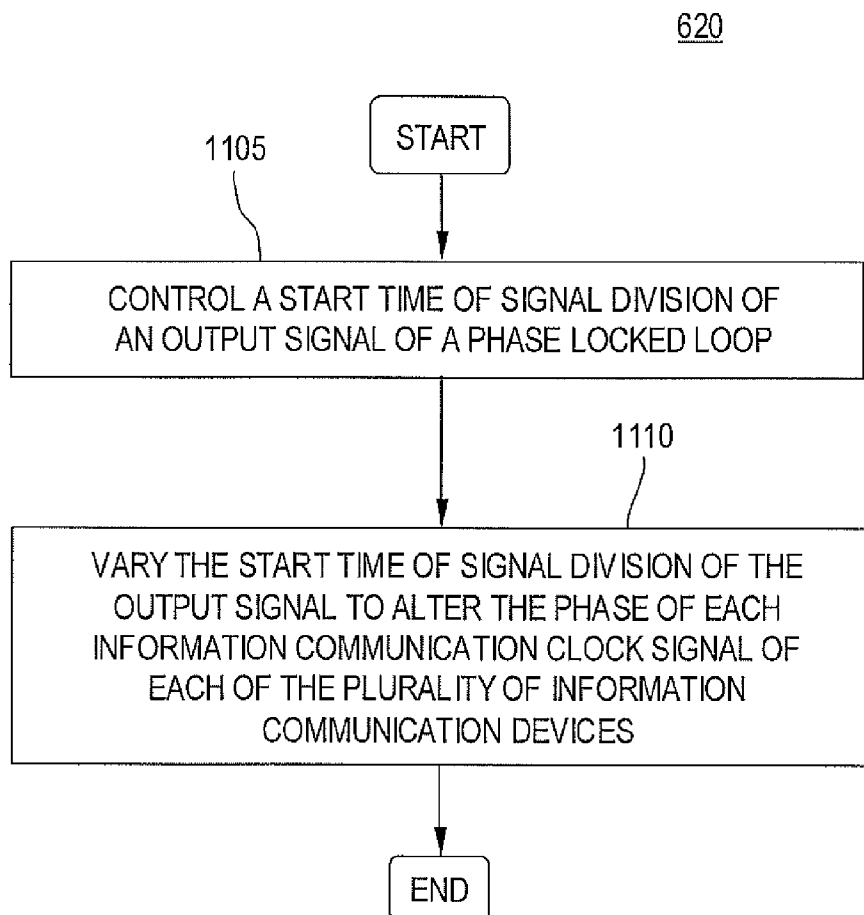 620
START
1105
CONTROL A START TIME OF SIGNAL DIVISION OF
AN OUTPUT SIGNAL OF A PHASE LOCKED LOOP
1110
VARY THE START TIME OF SIGNAL DIVISION OF THE
OUTPUT SIGNAL TO ALTER THE PHASE OF EACH
INFORMATION COMMUNICATION CLOCK SIGNAL OF
EACH OF THE PLURALITY OF INFORMATION
COMMUNICATION DEVICES
END